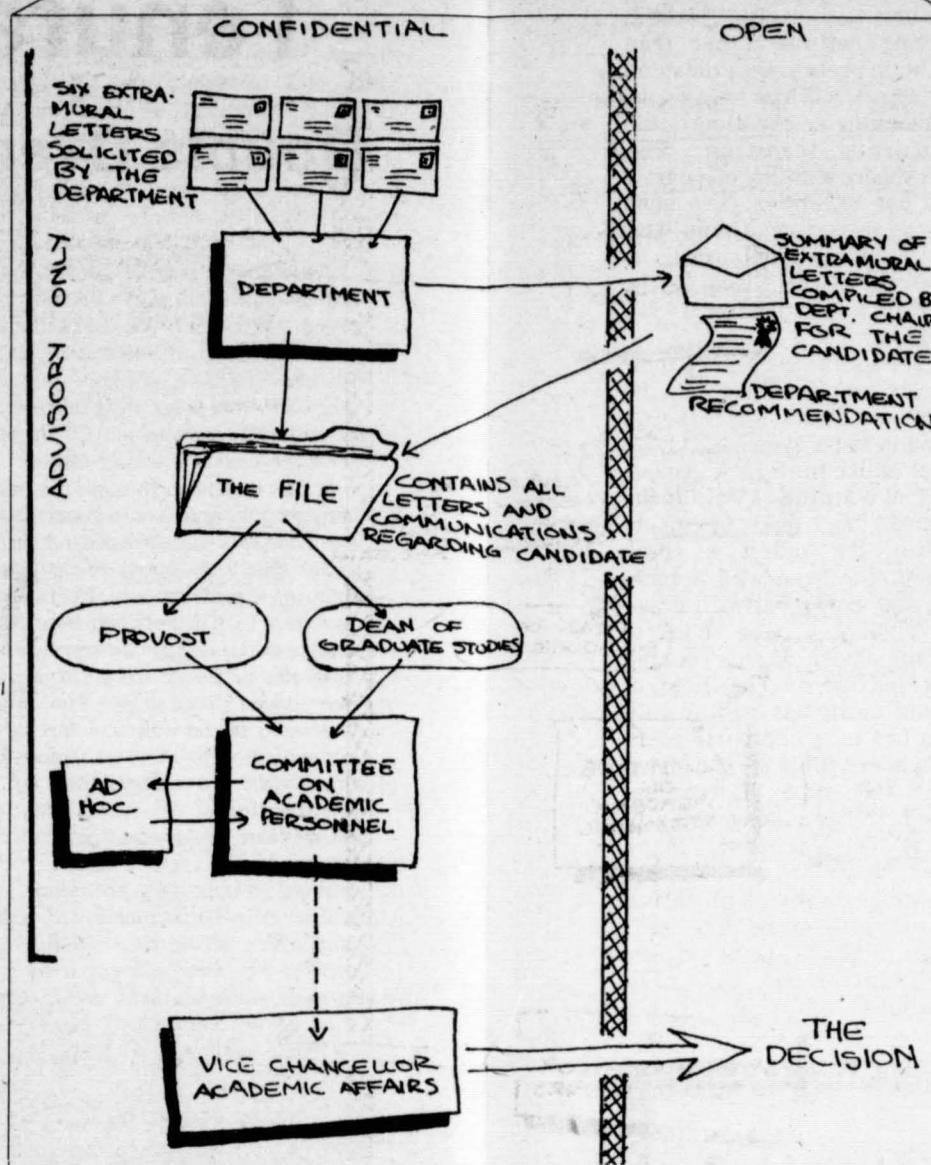 CONFIDENTIAL
OPEN
SIX EXTRA-
MURAL
LETTERS
SOLICITED
BY THE
DEPARTMENT
ADVISORY ONLY
DEPARTMENT
SUMMARY OF
EXTRAMURAL
LETTERS
COMPILED B
DEPT. CHAIR
FOR THE
CANDIDATE
DEPARTMENT
RECOMMENDATION
THE FILE
CONTAINS ALL
LETTERS AND
COMMUNICATIONS
REGARDING CANDIDATE
PROVOST
DEAN OF
GRADUATE STUDIES
AD
HOC
COMMITTEE
ON
ACADEMIC
PERSONNEL
VICE CHANCELLOR
ACADEMIC AFFAIRS
THE
DECISION